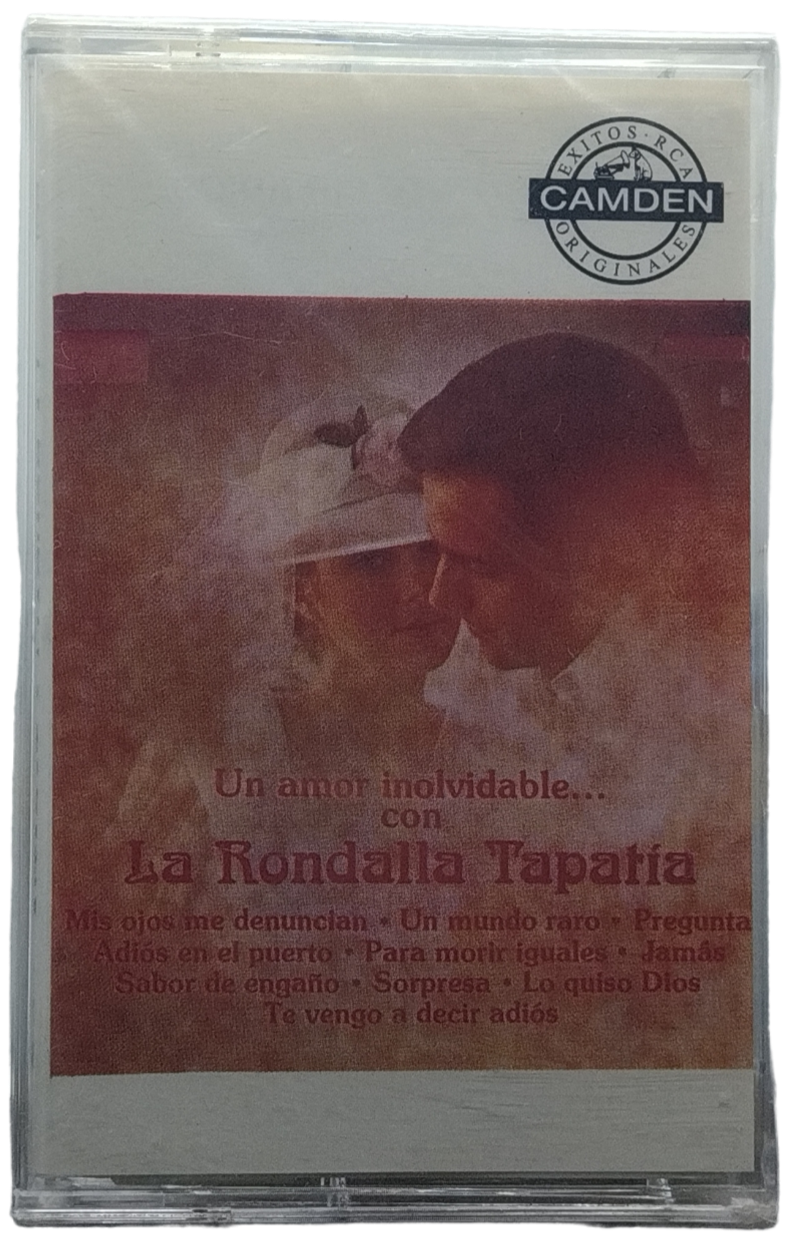 EXITOS · RCA
CAMDEN
ORIGINALES
Un amor inolvidable...
con
La Rondalla Tapatía
Mis ojos me denuncian • Un mundo raro • Pregunta
Adiós en el puerto • Para morir iguales • Jamás
Sabor de engaño • Sorpresa • Lo quiso Dios
Te vengo a decir adiós